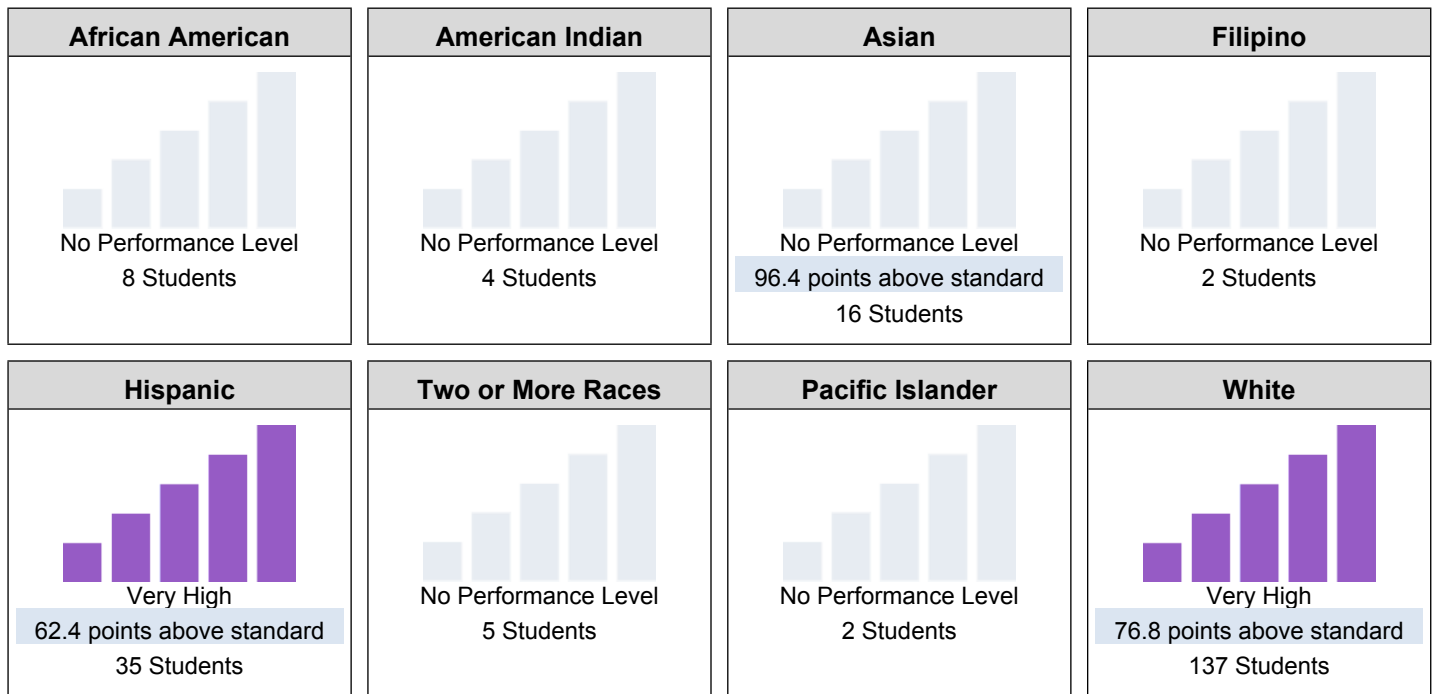 African American
No Performance Level
8 Students
American Indian
No Performance Level
4 Students
Asian
No Performance Level
96.4 points above standard
16 Students
Filipino
No Performance Level
2 Students
Hispanic
Very High
62.4 points above standard
35 Students
Two or More Races
No Performance Level
5 Students
Pacific Islander
No Performance Level
2 Students
White
Very High
76.8 points above standard
137 Students